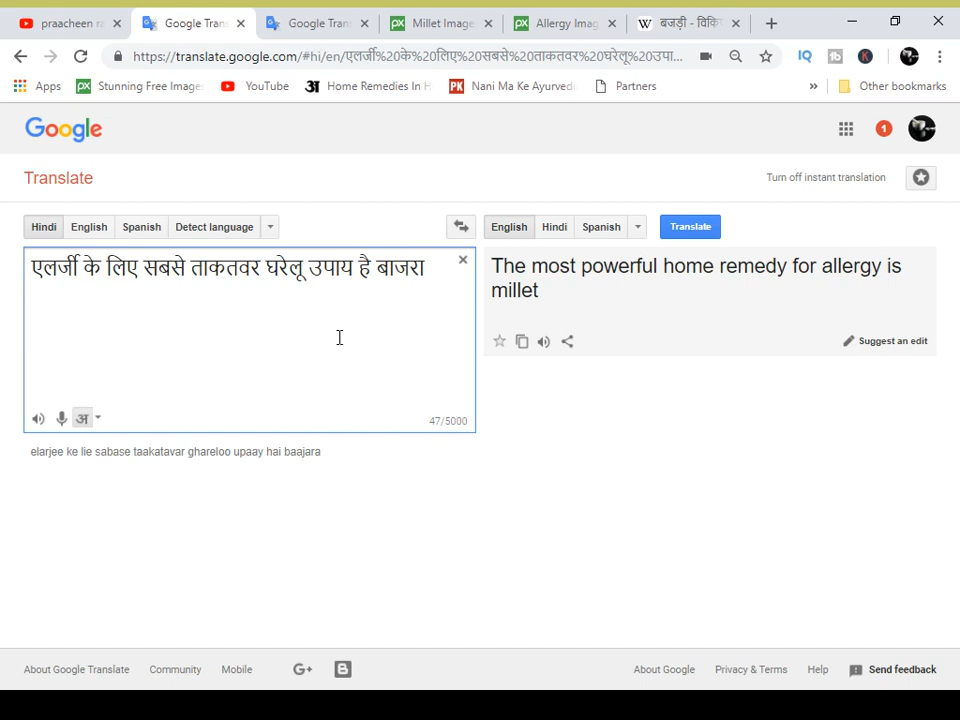 praacheen ra
Google Trans
Google Trans
Millet Image
Allergy Imag
बजड़ी - विकि
https://translate.google.com/#hi/en/एलर्जी%20के%20लिए%20सबसे%20ताकतवर%20घरेलू%20उपा...
IQ
Apps
Stunning Free Image
YouTube
Home Remedies In H
Nani Ma Ke Ayurved
Partners
»
Other bookmarks
Google
1
Translate
Turn off instant translation
Hindi English Spanish Detect language
English Hindi Spanish Translate
एलर्जी के लिए सबसे ताकतवर घरेलू उपाय है बाजरा
The most powerful home remedy for allergy is
millet
Suggest an edit
अ
47/5000
elarjee ke lie sabase taakatavar ghareloo upaay hai baajara
About Google Translate Community Mobile G+
About Google Privacy & Terms Help Send feedback